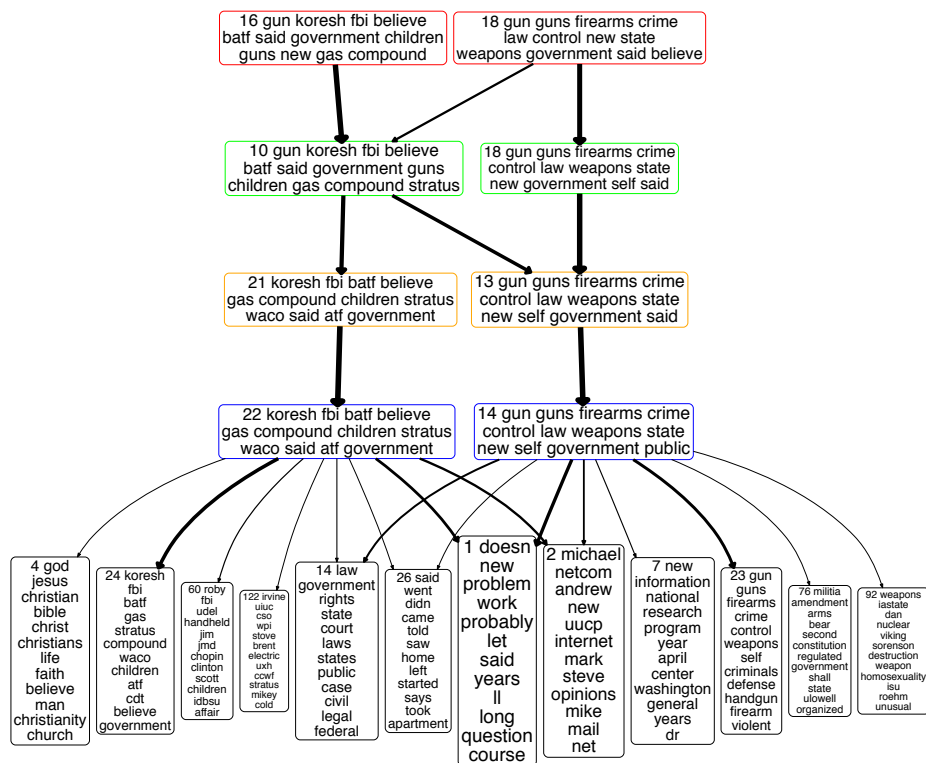 16 gun koresh fbi believe
batf said government children
guns new gas compound
18 gun guns firearms crime
law control new state
weapons government said believe
10 gun koresh fbi believe
batf said government guns
children gas compound stratus
18 gun guns firearms crime
control law weapons state
new government self said
21 koresh fbi batf believe
gas compound children stratus
waco said atf government
13 gun guns firearms crime
control law weapons state
new self government said
22 koresh fbi batf believe
gas compound children stratus
waco said atf government
14 gun guns firearms crime
control law weapons state
new self government public
4 god
jesus
christian
bible
christ
christians
life
faith
believe
man
christianity
church
24 koresh
fbi
batf
gas
stratus
compound
waco
children
atf
cdt
believe
government
60 roby
fbi
udel
handheld
jim
jmd
chopin
clinton
scott
children
idbsu
affair
122 irvine
uiuc
cso
wpi
stove
brent
electric
uxh
ccwf
stratus
mikey
cold
14 law
government
rights
state
court
laws
states
public
case
civil
legal
federal
26 said
went
didn
came
told
saw
home
left
started
says
took
apartment
1 doesn
new
problem
work
probably
let
said
years
ll
long
question
course
2 michael
netcom
andrew
new
uucp
internet
mark
steve
opinions
mike
mail
net
7 new
information
national
research
program
year
april
center
washington
general
years
dr
23 gun
guns
firearms
crime
control
weapons
self
criminals
defense
handgun
firearm
violent
76 militia
amendment
arms
bear
second
constitution
regulated
government
shall
state
ulowell
organized
92 weapons
iastate
dan
nuclear
viking
sorenson
destruction
weapon
homosexuality
isu
roehm
unusual